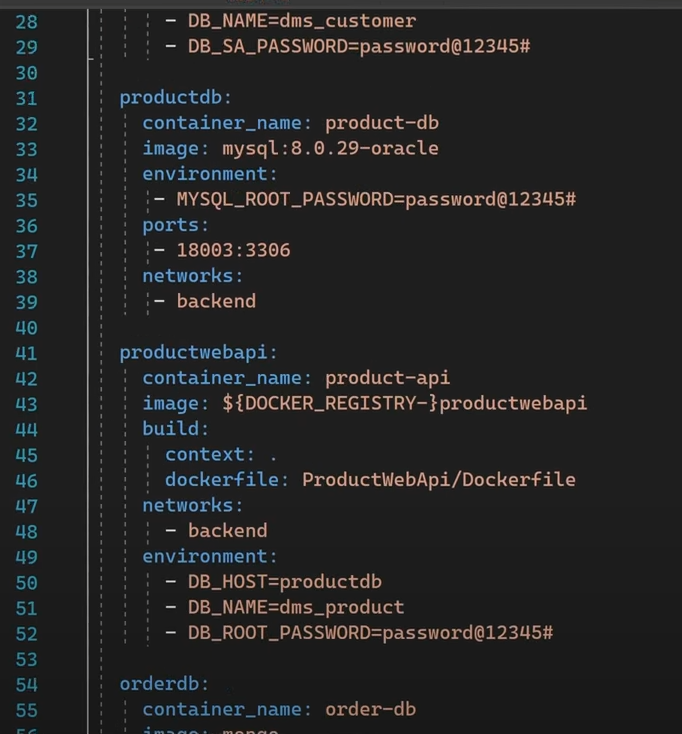 28 - DB_NAME=dms_customer
29 - DB_SA_PASSWORD=password@12345#
30
31 productdb:
32 container_name: product-db
33 image: mysql:8.0.29-oracle
34 environment:
35 - MYSQL_ROOT_PASSWORD=password@12345#
36 ports:
37 - 18003:3306
38 networks:
39 - backend
40
41 productwebapi:
42 container_name: product-api
43 image: ${DOCKER_REGISTRY-}productwebapi
44 build:
45 context: .
46 dockerfile: ProductWebApi/Dockerfile
47 networks:
48 - backend
49 environment:
50 - DB_HOST=productdb
51 - DB_NAME=dms_product
52 - DB_ROOT_PASSWORD=password@12345#
53
54 orderdb:
55 container_name: order-db
56 image: mongo